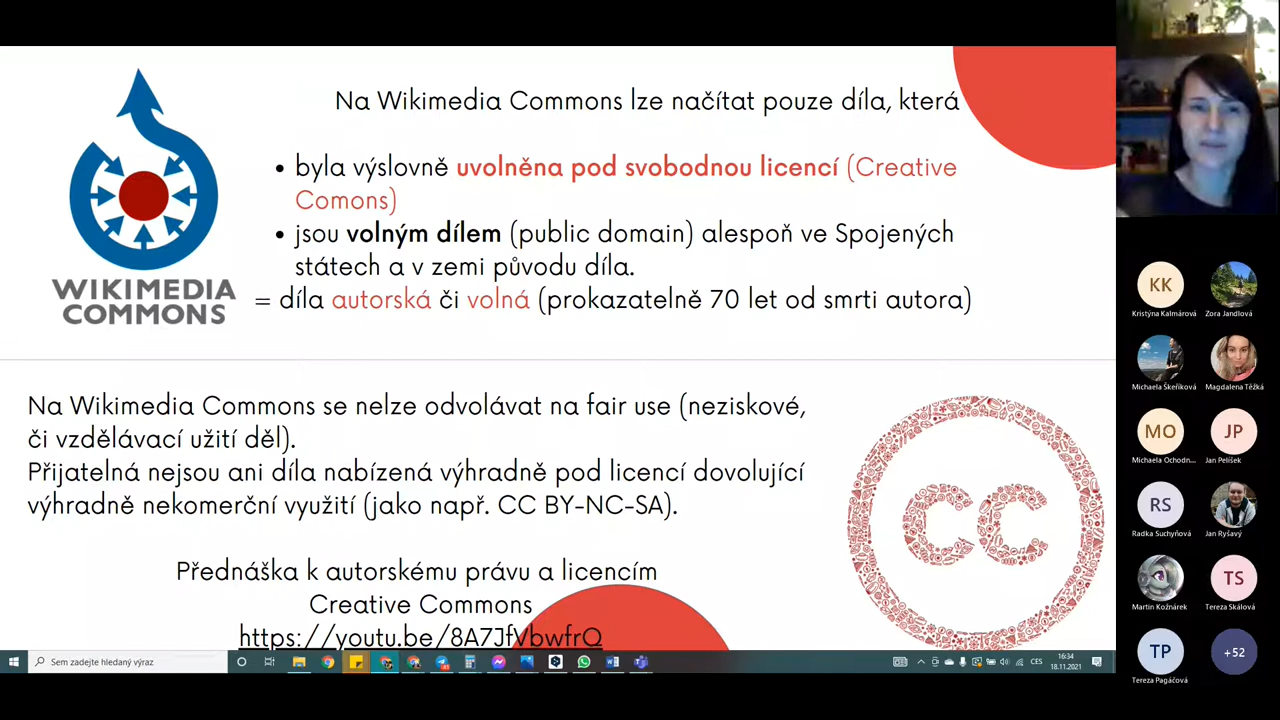 Na Wikimedia Commons lze načítat pouze díla, která
• byla výslovně uvolněna pod svobodnou licencí (Creative
Comons)
• jsou volným dílem (public domain) alespoň ve Spojených
státech a v zemi původu díla.
= díla autorská či volná (prokazatelně 70 let od smrti autora)
WIKIMEDIA
COMMONS
Na Wikimedia Commons se nelze odvolávat na fair use (neziskové,
či vzdělávací užití děl).
Přijatelná nejsou ani díla nabízená výhradně pod licencí dovolující
výhradně nekomerční využití (jako např. CC BY-NC-SA).
cc
Přednáška k autorskému právu a licencím
Creative Commons
https://youtu.be/8A7JfVbwfrQ
Sem zadejte hledaný výraz
CES
16:34
18.11.2021
KK
Kristýna Kalmárová
Zora Jandlová
Michaela Škeříková
Magdalena Těžká
MO
Michaela Ochodn...
JP
Jan Pelíšek
RS
Radka Suchyňová
Jan Ryšavý
Martin Kožnárek
TS
Tereza Skálová
TP
Tereza Pagáčová
+52